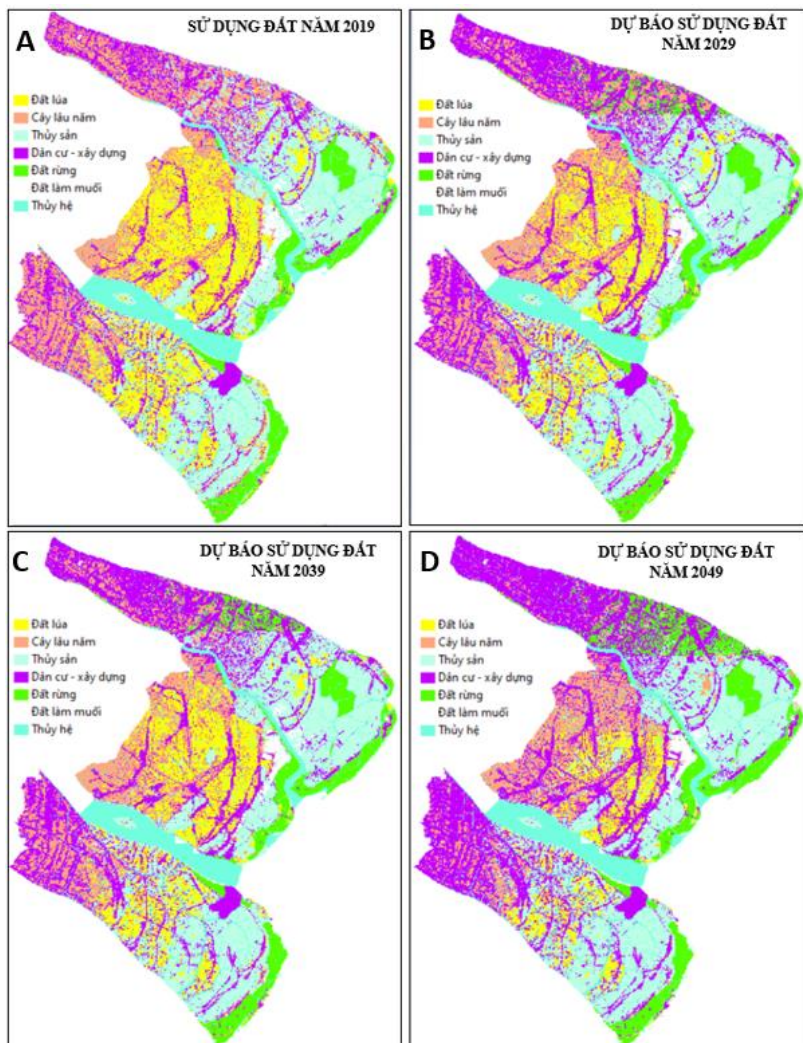 A
SỬ DỤNG ĐẤT NĂM 2019
Đất lúa
Cây lâu năm
Thủy sản
Dân cư - xây dựng
Đất rừng
Đất làm muối
Thủy hệ
B
DỰ BÁO SỬ DỤNG ĐẤT
NĂM 2029
Đất lúa
Cây lâu năm
Thủy sản
Dân cư - xây dựng
Đất rừng
Đất làm muối
Thủy hệ
C
DỰ BÁO SỬ DỤNG ĐẤT
NĂM 2039
Đất lúa
Cây lâu năm
Thủy sản
Dân cư - xây dựng
Đất rừng
Đất làm muối
Thủy hệ
D
DỰ BÁO SỬ DỤNG ĐẤT
NĂM 2049
Đất lúa
Cây lâu năm
Thủy sản
Dân cư - xây dựng
Đất rừng
Đất làm muối
Thủy hệ